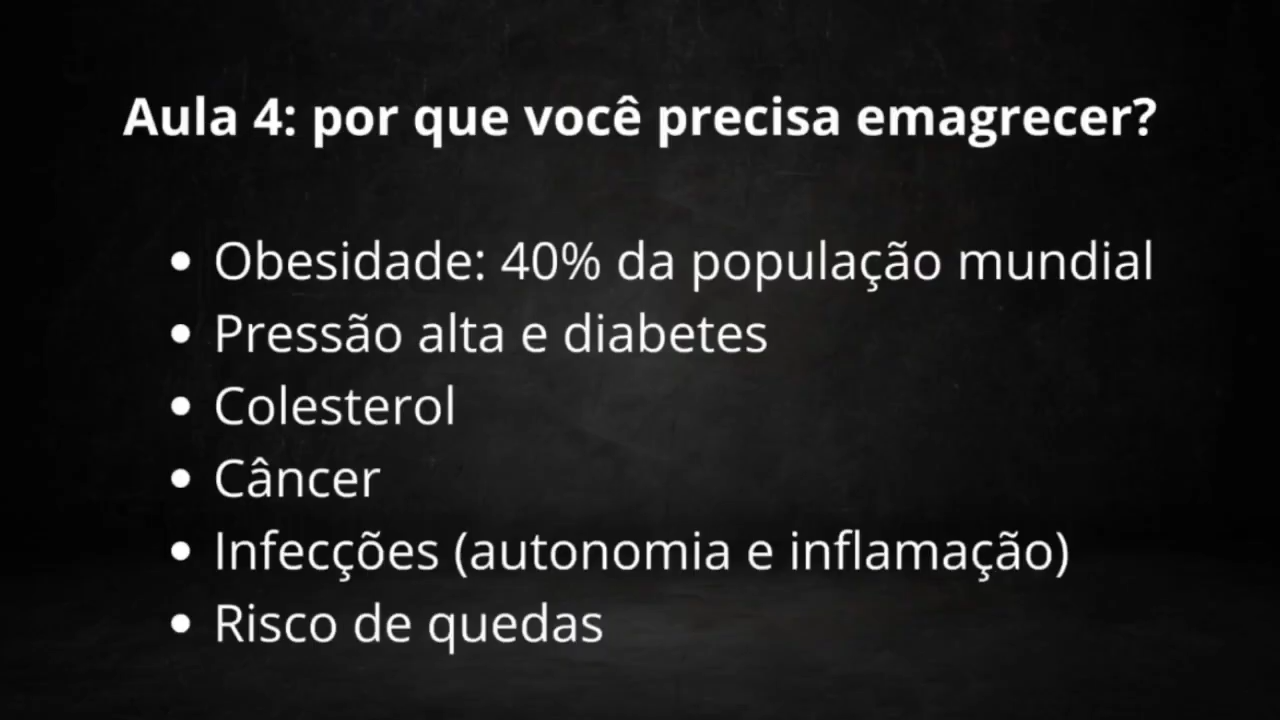 Aula 4: por que você precisa emagrecer?
• Obesidade: 40% da população mundial
• Pressão alta e diabetes
• Colesterol
• Câncer
• Infecções (autonomia e inflamação)
• Risco de quedas